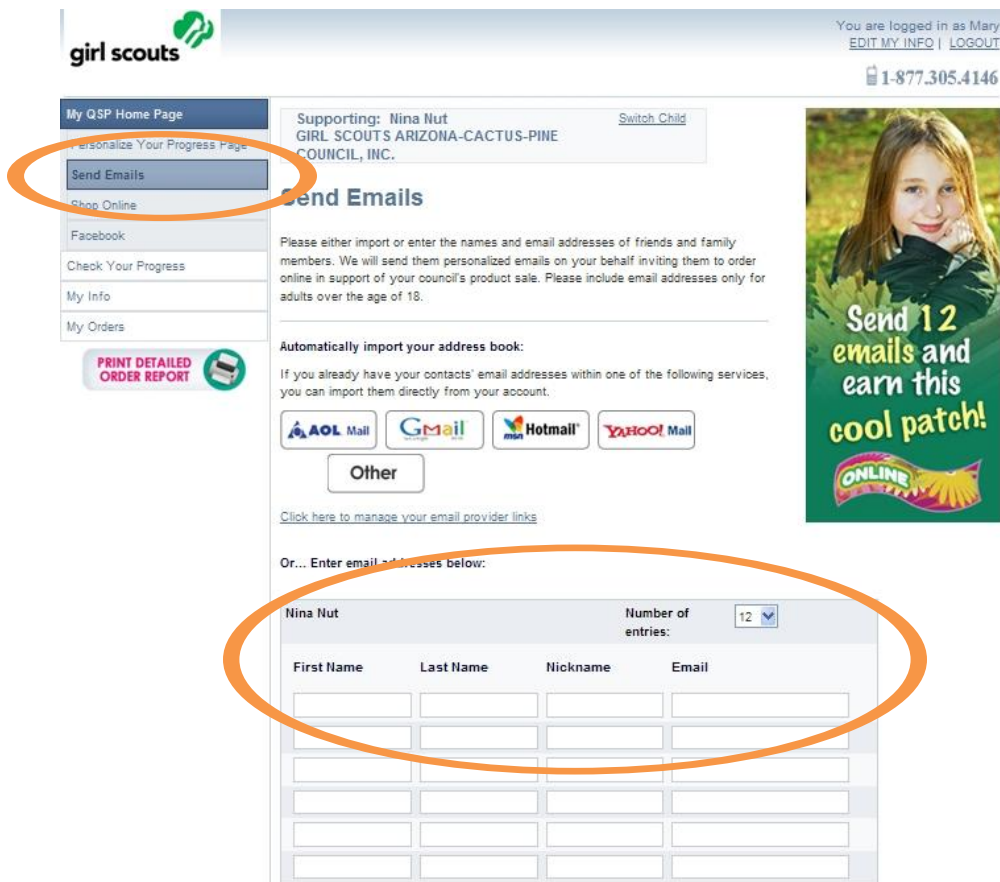 girl scouts
You are logged in as Mary
EDIT MY INFO | LOGOUT
1-877.305.4146
My QSP Home Page
Personalize Your Progress Page
Send Emails
Shop Online
Facebook
Check Your Progress
My Info
My Orders
PRINT DETAILED
ORDER REPORT
Supporting: Nina Nut
Switch Child
GIRL SCOUTS ARIZONA-CACTUS-PINE
COUNCIL, INC.
Send Emails
Please either import or enter the names and email addresses of friends and family
members. We will send them personalized emails on your behalf inviting them to order
online in support of your council's product sale. Please include email addresses only for
adults over the age of 18.
Automatically import your address book:
If you already have your contacts' email addresses within one of the following services,
you can import them directly from your account.
AOL Mail
GMail
msn Hotmail
YAHOO! Mail
Other
Click here to manage your email provider links
Or... Enter email addresses below:
Nina Nut
Number of
entries:
12
First Name Last Name Nickname Email
Send 12
emails and
earn this
cool patch!
ONLINE